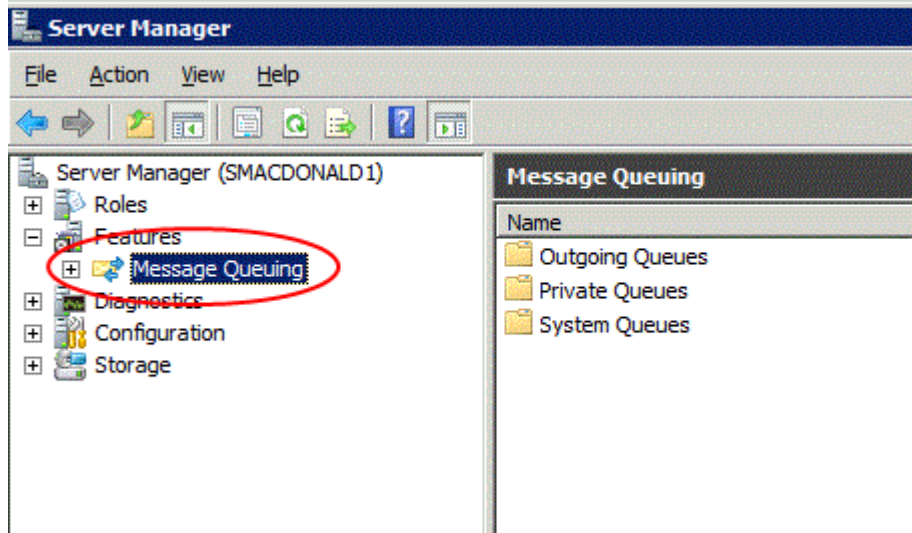 Server Manager
File Action View Help
Server Manager (SMACDONALD1)
Roles
Features
Message Queuing
Diagnostics
Configuration
Storage
Message Queuing
Name
Outgoing Queues
Private Queues
System Queues